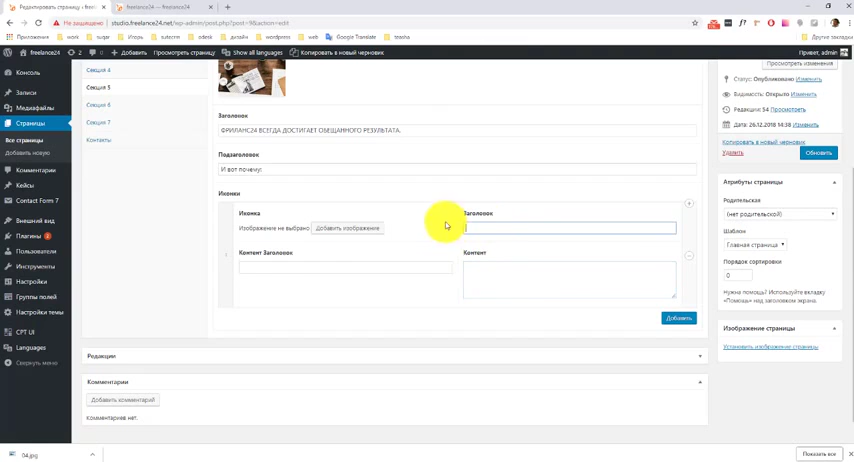 Редактировать страницу ‹ free
freelance24 — freelance24
Не защищено
studio.freelance24.net/wp-admin/post.php?post=9&action=edit
Приложения
work
sugar
Игорь
sutecrm
odesk
дизайн
wordpress
web
Google Translate
tessha
Другие закладки
freelance24
2
Добавить
Просмотреть страницу
Show all languages
Копировать в новый черновик
Привет, admin
Консоль
Записи
Медиафайлы
Страницы
Все страницы
Добавить новую
Комментарии
Кейсы
Contact Form 7
Внешний вид
Плагины 2
Пользователи
Инструменты
Настройки
Группы полей
Настройки темы
CPT UI
Languages
Свернуть меню
Секция 4
Секция 5
Секция 6
Секция 7
Контакты
Заголовок
ФРИЛАНС24 ВСЕГДА ДОСТИГАЕТ ОБЕЩАННОГО РЕЗУЛЬТАТА.
Подзаголовок
И вот почему:
Иконки
Иконка
Изображение не выбрано
Добавить изображение
Заголовок
Контент Заголовок
Контент
Добавить
Редакции
Комментарии
Добавить комментарий
Комментариев нет.
Просмотреть изменения
Статус: Опубликовано Изменить
Видимость: Открыто Изменить
Редакции: 54 Просмотреть
Дата: 26.12.2018 14:38 Изменить
Копировать в новый черновик
Удалить
Обновить
Атрибуты страницы
Родительская
(нет родительской)
Шаблон
Главная страница
Порядок сортировки
0
Нужна помощь? Используйте вкладку
«Помощь» над заголовком экрана.
Изображение страницы
Установить изображение страницы
04.jpg
Показать все